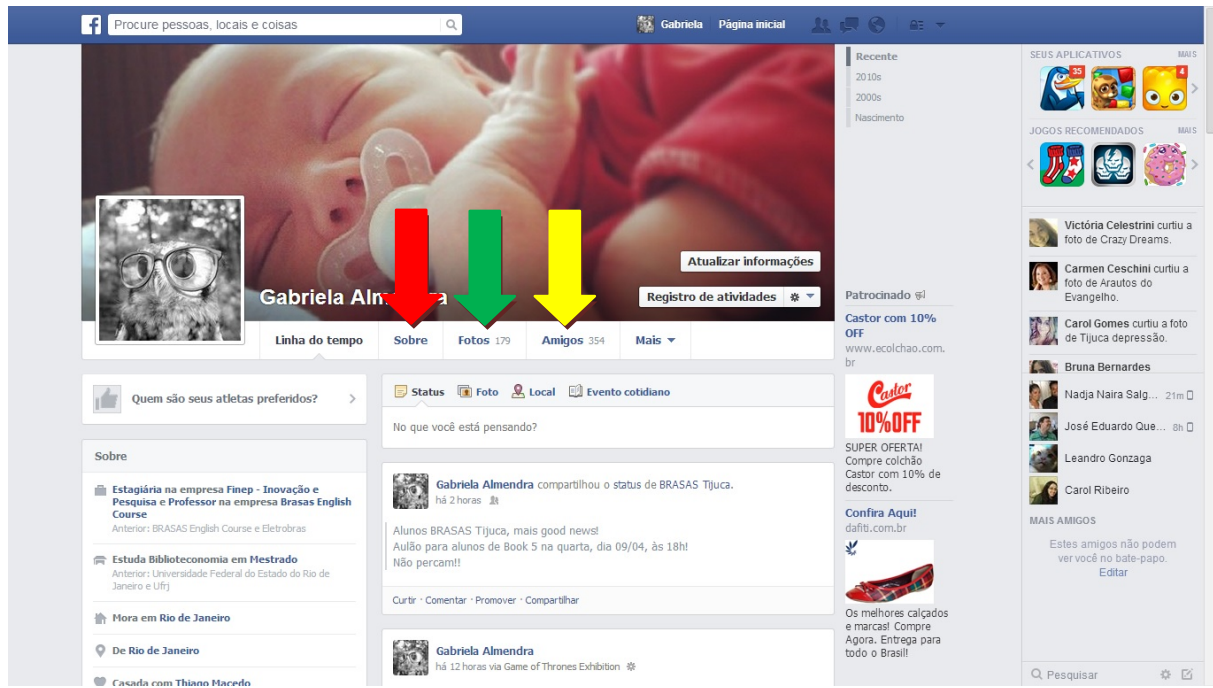 Procure pessoas, locais e coisas
Gabriela
Página inicial
Recente
2010s
2000s
Nascimento
SEUS APLICATIVOS MAIS
35
4
JOGOS RECOMENDADOS MAIS
Atualizar informações
Gabriela Almendra
Registro de atividades
Linha do tempo
Sobre
Fotos 179
Amigos 354
Mais
Quem são seus atletas preferidos?
Sobre
Estagiária na empresa Finep - Inovação e
Pesquisa e Professor na empresa Brasas English
Course
Anterior: BRASAS English Course e Eletrobras
Estuda Biblioteconomia em Mestrado
Anterior: Universidade Federal do Estado do Rio de
Janeiro e Ufrj
Mora em Rio de Janeiro
De Rio de Janeiro
Casada com Thiago Macedo
Status Foto Local Evento cotidiano
No que você está pensando?
Gabriela Almendra compartilhou o status de BRASAS Tijuca.
há 2 horas
Alunos BRASAS Tijuca, mais good news!
Aulão para alunos de Book 5 na quarta, dia 09/04, às 18h!
Não percam!!
Curtir · Comentar · Promover · Compartilhar
Gabriela Almendra
há 12 horas via Game of Thrones Exhibition
Patrocinado
Castor com 10%
OFF
www.ecolchao.com.
br
Castor
10%OFF
SUPER OFERTA!
Compre colchão
Castor com 10% de
desconto.
Confira Aqui!
dafiti.com.br
Os melhores calçados
e marcas! Compre
Agora. Entrega para
todo o Brasil!
Victória Celestrini curtiu a
foto de Crazy Dreams.
Carmen Ceschini curtiu a
foto de Arautos do
Evangelho.
Carol Gomes curtiu a foto
de Tijuca depressão.
Bruna Bernardes
Nadja Naira Salg... 21m
José Eduardo Que... 8h
Leandro Gonzaga
Carol Ribeiro
MAIS AMIGOS
Estes amigos não podem
ver você no bate-papo.
Editar
Pesquisar